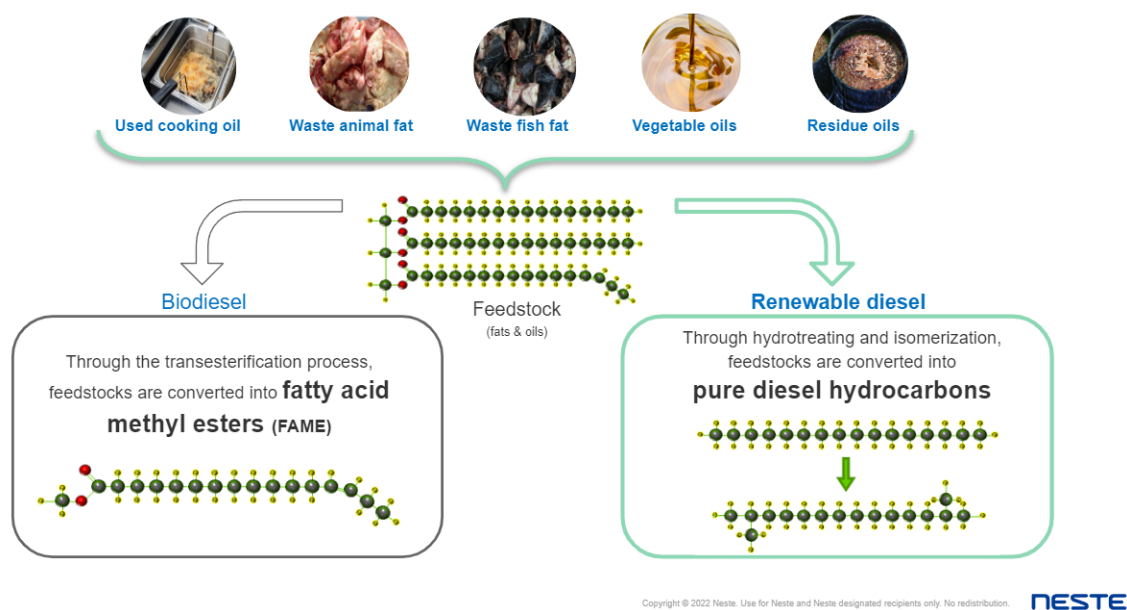 Used cooking oil
Waste animal fat
Waste fish fat
Vegetable oils
Residue oils
Feedstock
(fats & oils)
Biodiesel
Through the transesterification process,
feedstocks are converted into fatty acid
methyl esters (FAME)
Renewable diesel
Through hydrotreating and isomerization,
feedstocks are converted into
pure diesel hydrocarbons
Copyright © 2022 Neste. Use for Neste and Neste designated recipients only. No redistribution.
NESTE